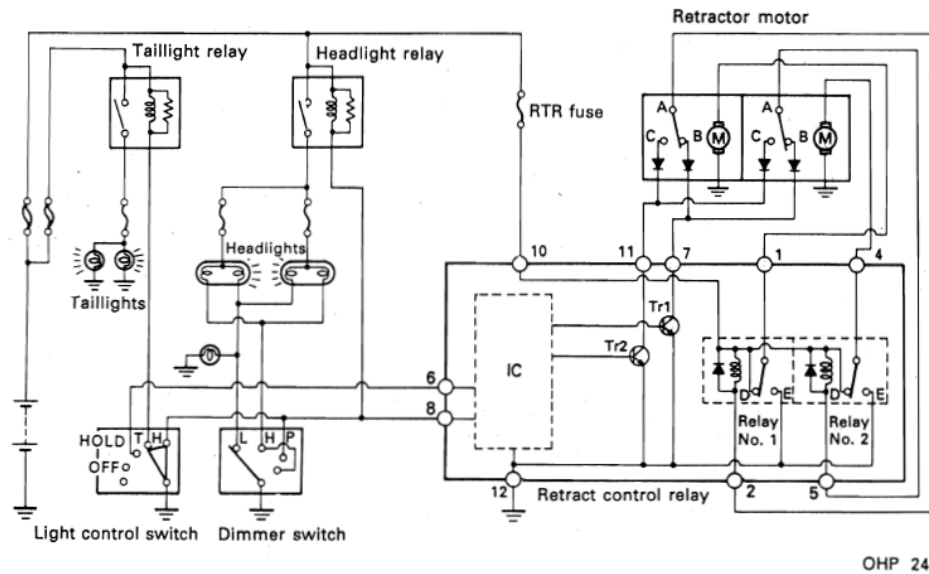 Retractor motor
Taillight relay
Headlight relay
RTR fuse
A
A
C
B
C
B
M
M
Headlights
Taillights
10
11
7
1
4
Tr1
Tr2
IC
6
8
D
E
D
E
Relay No. 1
Relay No. 2
HOLD
T
H
OFF
L
H
P
12
Retract control relay
2
5
Light control switch
Dimmer switch
OHP 24